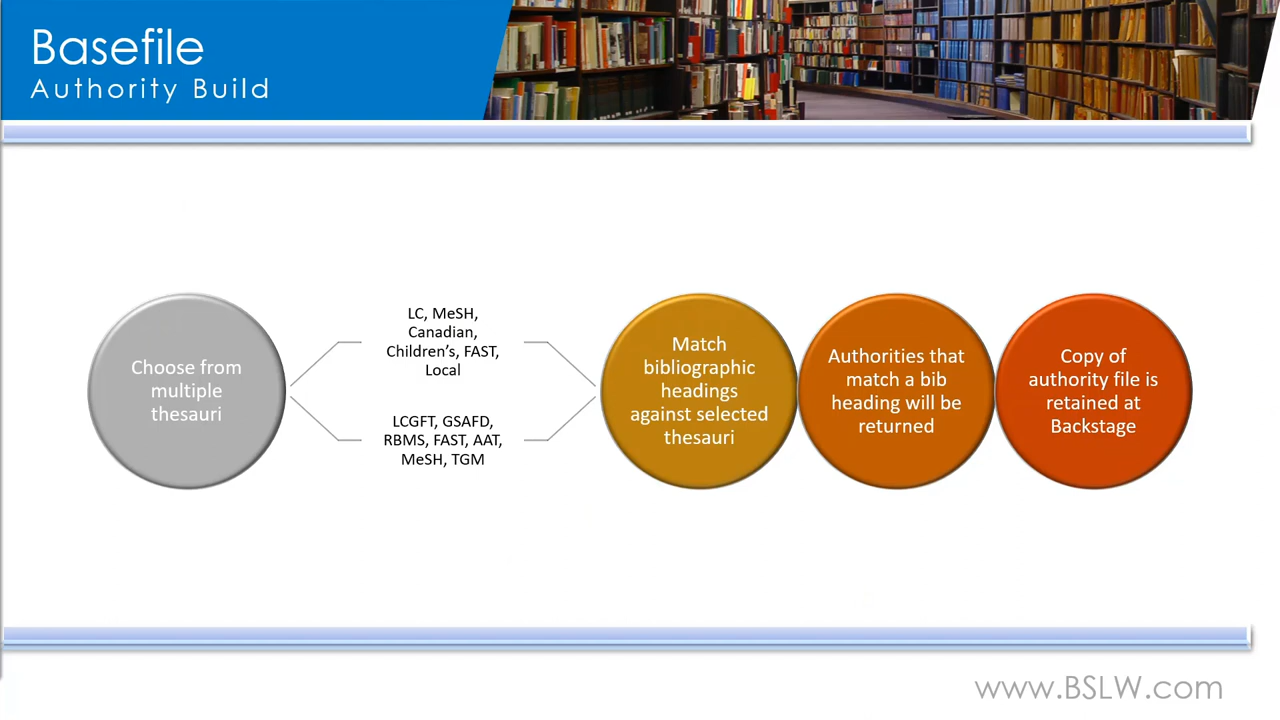 Basefile
Authority Build
Choose from
multiple
thesauri
LC, MeSH,
Canadian,
Children's, FAST,
Local
LCGFT, GSAFD,
RBMS, FAST, AAT,
MeSH, TGM
Match
bibliographic
headings
against selected
thesauri
Authorities that
match a bib
heading will be
returned
Copy of
authority file is
retained at
Backstage
www.BSLW.com